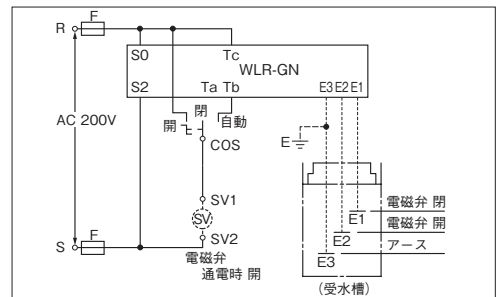 R F
S0 Tc
WLR-GN
S2 Ta Tb E3 E2 E1
閉
開 自動
AC 200V
COS
E
SV1
電磁弁 閉
SV
E1
電磁弁 開
S F
SV2
E2
アース
E3
電磁弁
通電時 開
(受水槽)